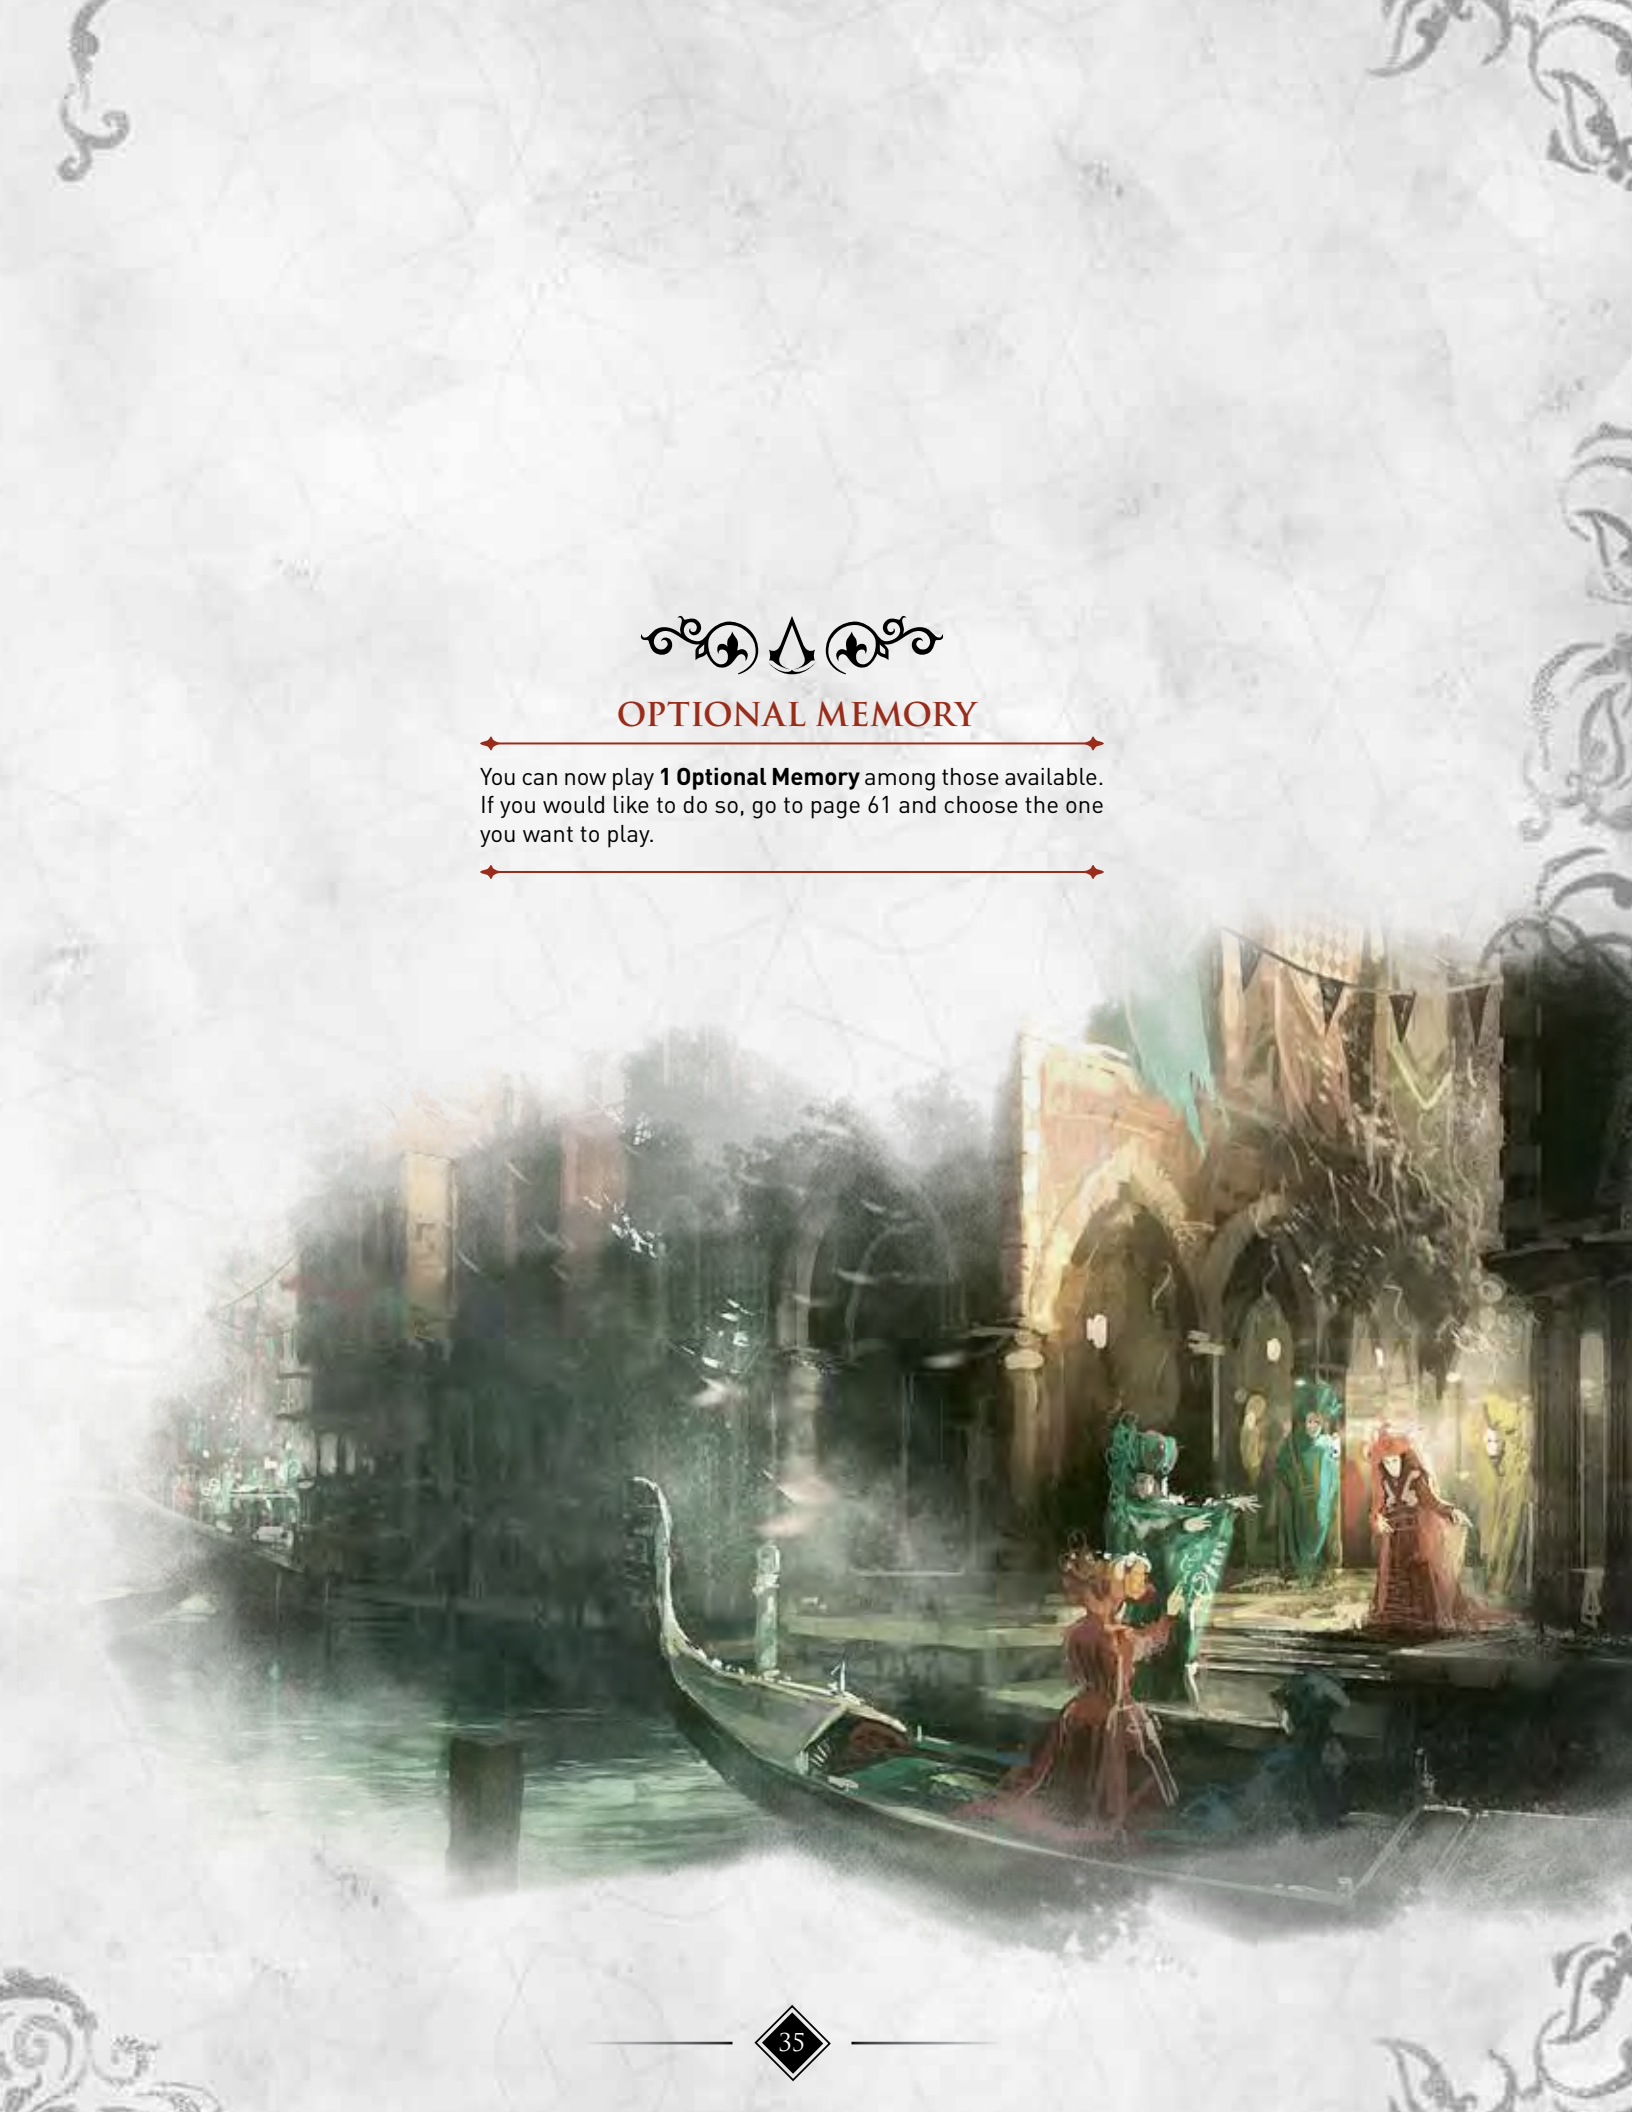 OPTIONAL MEMORY
You can now play 1 Optional Memory among those available.
If you would like to do so, go to page 61 and choose the one
you want to play.
35